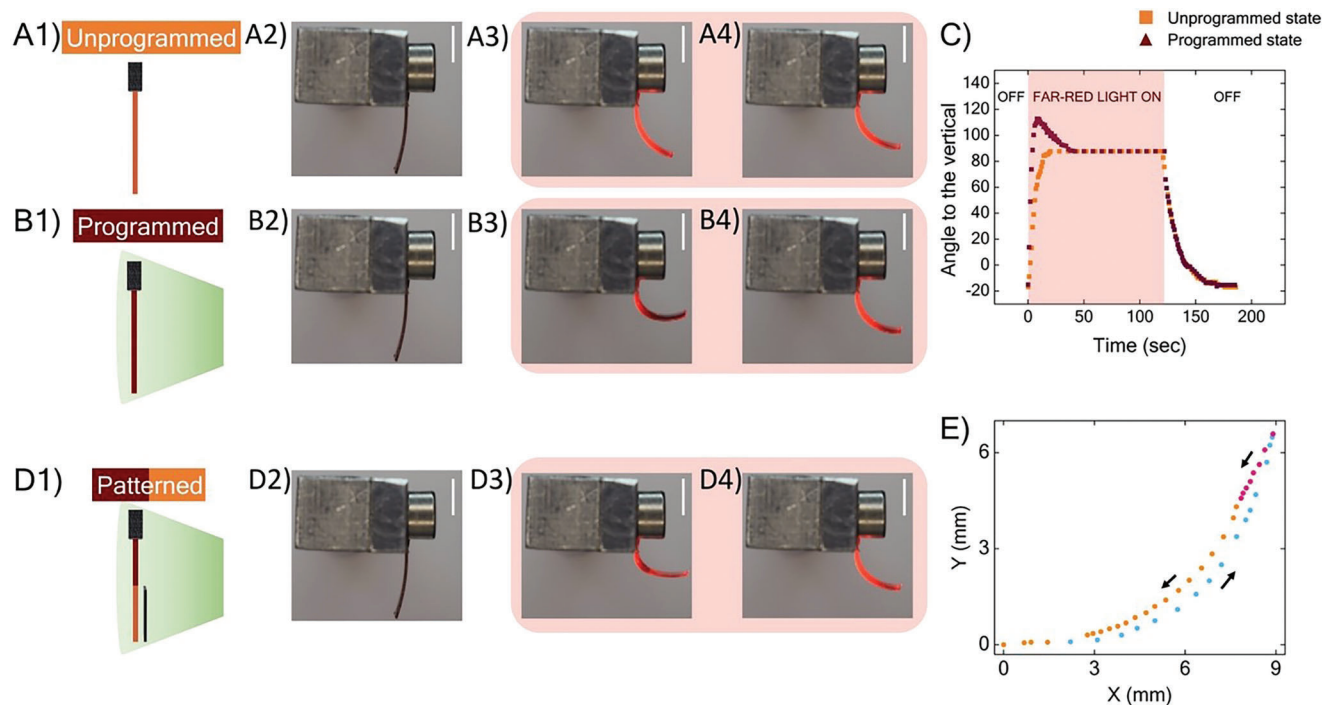 A1) Unprogrammed
A2)
A3)
A4)
B1) Programmed
B2)
B3)
B4)
C)
Unprogrammed state
Programmed state
OFF FAR-RED LIGHT ON OFF
140
120
100
80
60
40
20
0
-20
Angle to the vertical
0 50 100 150 200
Time (sec)
D1) Patterned
D2)
D3)
D4)
E)
6
3
0
Y (mm)
0 3 6 9
X (mm)